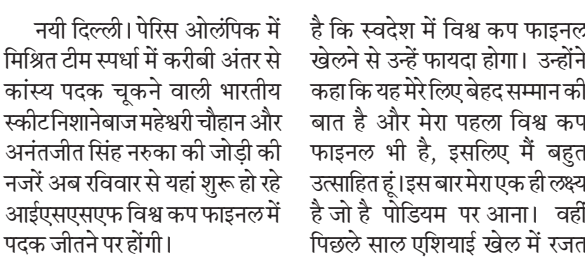 नयी दिल्ली। पेरिस ओलंपिक में
मिश्रित टीम स्पर्धा में करीबी अंतर से
कांस्य पदक चूकने वाली भारतीय
स्कीट निशानेबाज महेश्वरी चौहान और
अनंतजीत सिंह नरुका की जोड़ी की
नजरें अब रविवार से यहां शुरू हो रहे
आईएसएसएफ विश्व कप फाइनल में
पदक जीतने पर होंगी।
है कि स्वदेश में विश्व कप फाइनल
खेलने से उन्हें फायदा होगा। उन्होंने
कहा कि यह मेरे लिए बेहद सम्मान की
बात है और मेरा पहला विश्व कप
फाइनल भी है, इसलिए मैं बहुत
उत्साहित हूं। इस बार मेरा एक ही लक्ष्य
है जो है पोडियम पर आना। वहीं
पिछले साल एशियाई खेल में रजत